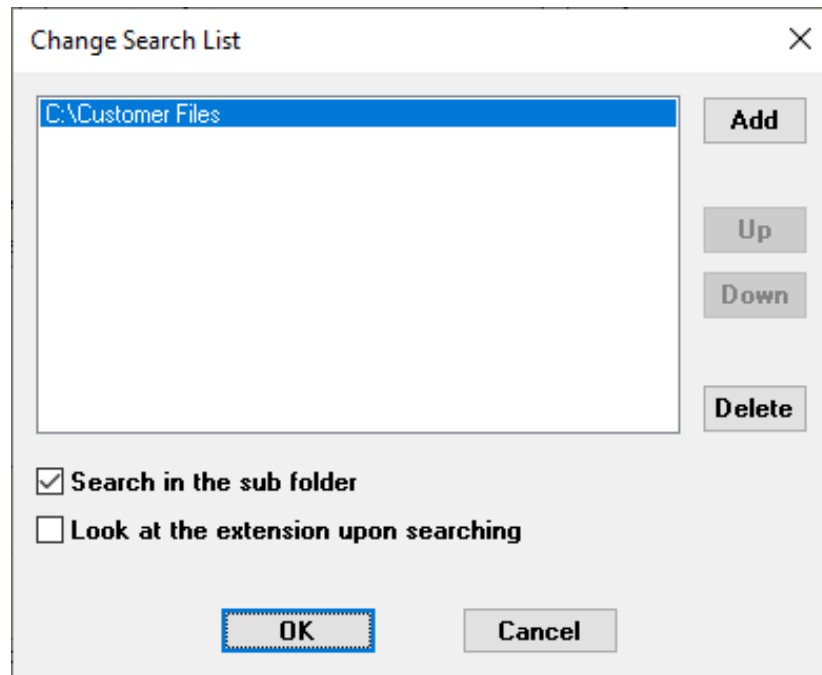 Change Search List
C:\Customer Files
Add
Up
Down
Delete
Search in the sub folder
Look at the extension upon searching
OK
Cancel